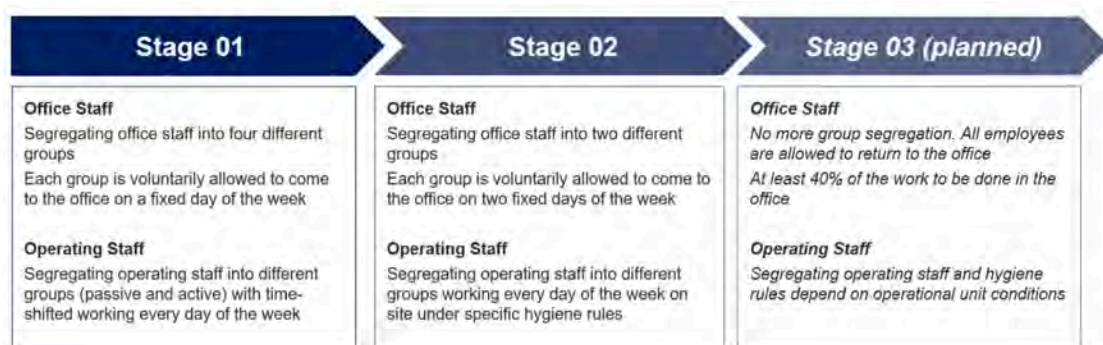 Stage 01
Office Staff
Segregating office staff into four different
groups
Each group is voluntarily allowed to come
to the office on a fixed day of the week
Operating Staff
Segregating operating staff into different
groups (passive and active) with time-
shifted working every day of the week
Stage 02
Office Staff
Segregating office staff into two different
groups
Each group is voluntarily allowed to come to
the office on two fixed days of the week
Operating Staff
Segregating operating staff into different
groups working every day of the week on
site under specific hygiene rules
Stage 03 (planned)
Office Staff
No more group segregation. All employees
are allowed to return to the office
At least 40% of the work to be done in the
office
Operating Staff
Segregating operating staff and hygiene
rules depend on operational unit conditions